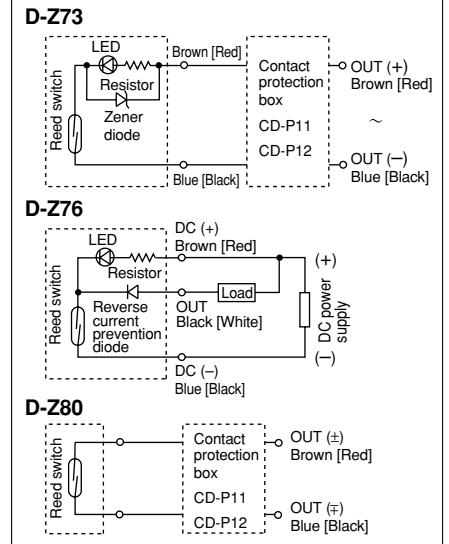 D-Z73
LED
Resistor
Zener
diode
Reed switch
Brown [Red]
Blue [Black]
Contact
protection
box
CD-P11
CD-P12
OUT (+)
Brown [Red]
~
OUT (−)
Blue [Black]
D-Z76
LED
Resistor
Reed switch
Reverse
current
prevention
diode
DC (+)
Brown [Red]
OUT
Black [White]
Load
DC (−)
Blue [Black]
(+)
DC power
supply
(−)
D-Z80
Reed switch
Contact
protection
box
CD-P11
CD-P12
OUT (±)
Brown [Red]
OUT (∓)
Blue [Black]